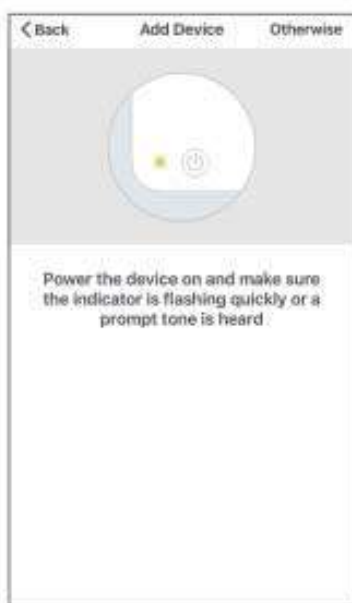 Back Add Device Otherwise
Power the device on and make sure
the indicator is flashing quickly or a
prompt tone is heard